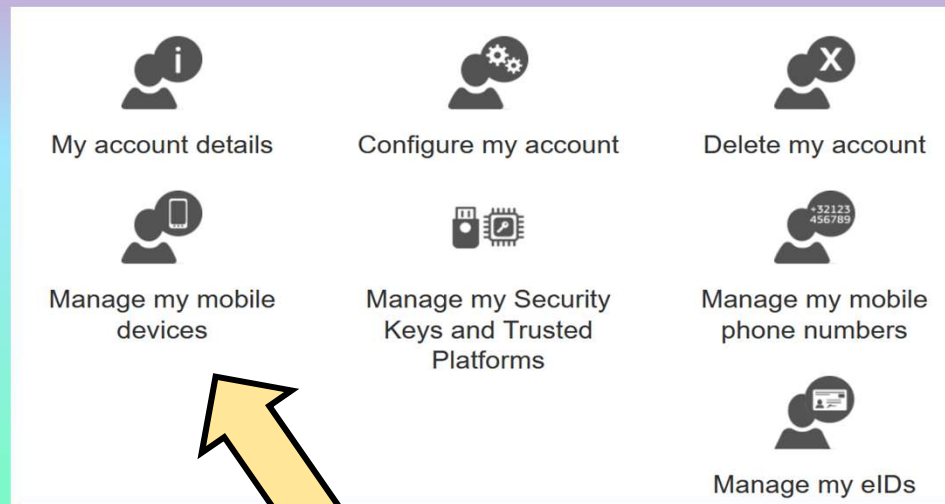 i
X
My account details
Configure my account
Delete my account
+32123
456789
Manage my mobile
devices
Manage my Security
Keys and Trusted
Platforms
Manage my mobile
phone numbers
Manage my eIDs